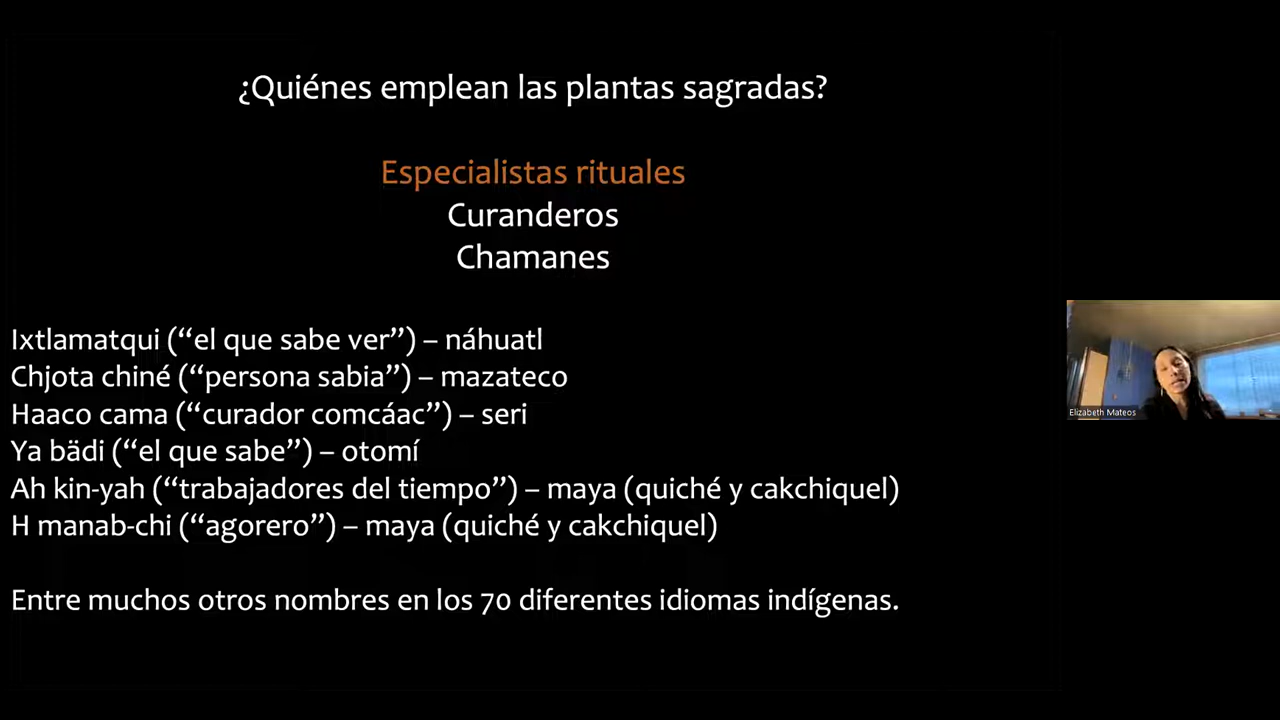 ¿Quiénes emplean las plantas sagradas?
Especialistas rituales
Curanderos
Chamanes
Ixtlamatqui (“el que sabe ver”) – náhuatl
Chjota chiné (“persona sabia”) – mazateco
Haaco cama (“curador comcáac”) – seri
Ya bädi (“el que sabe”) – otomí
Ah kin-yah (“trabajadores del tiempo”) – maya (quiché y cakchiquel)
H manab-chi (“agorero”) – maya (quiché y cakchiquel)
Entre muchos otros nombres en los 70 diferentes idiomas indígenas.
Elizabeth Mateos